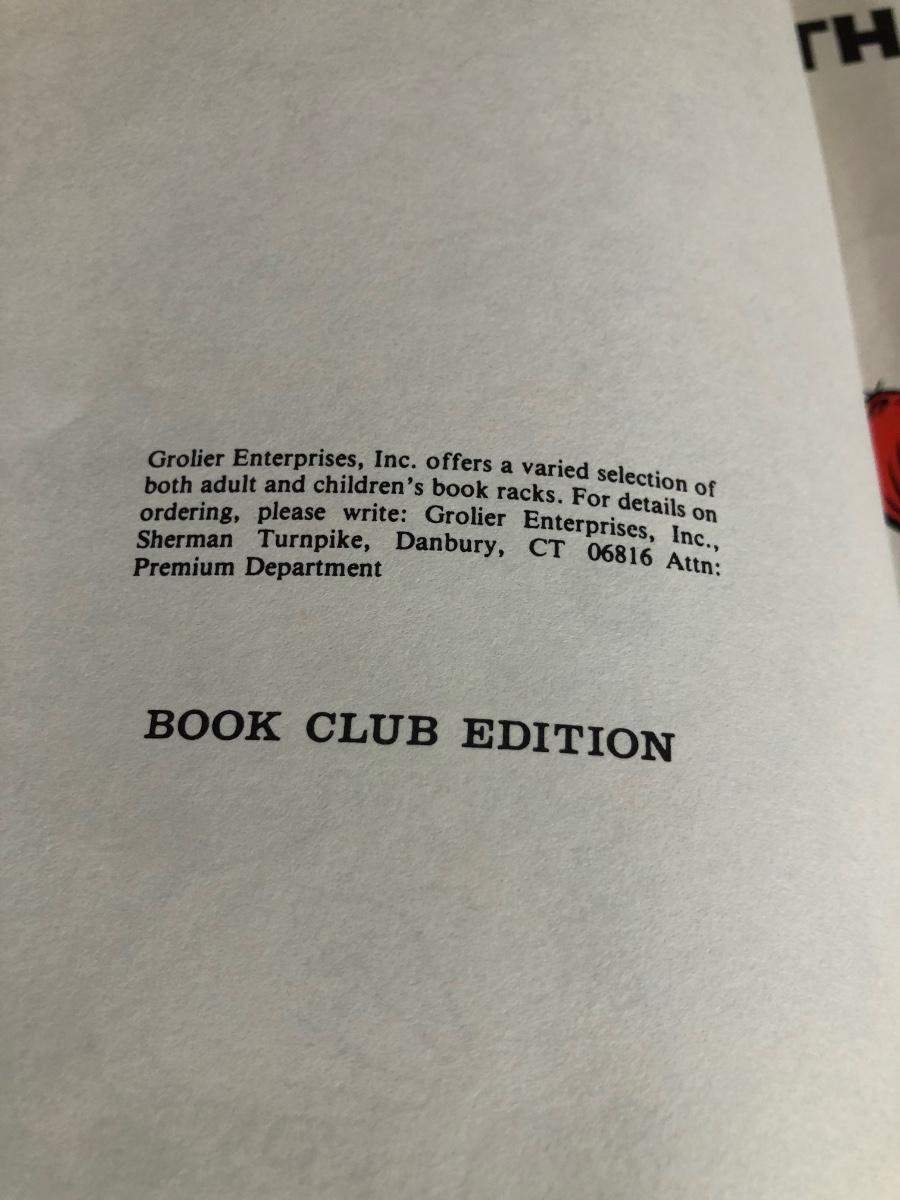 TH
Grolier Enterprises, Inc. offers a varied selection of
both adult and children's book racks. For details on
ordering, please write: Grolier Enterprises, Inc.,
Sherman Turnpike, Danbury, CT 06816 Attn:
Premium Department
BOOK CLUB EDITION